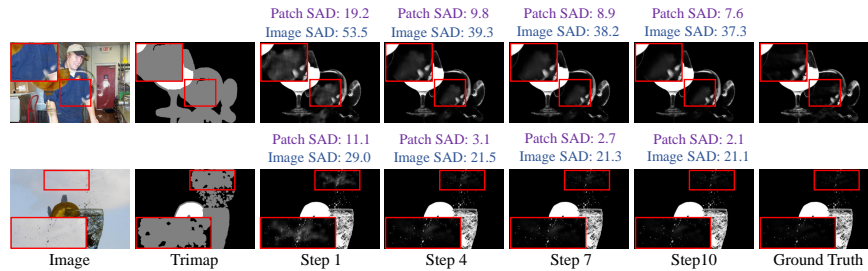 Patch SAD: 19.2 Patch SAD: 9.8 Patch SAD: 8.9 Patch SAD: 7.6
Image SAD: 53.5 Image SAD: 39.3 Image SAD: 38.2 Image SAD: 37.3
Patch SAD: 11.1 Patch SAD: 3.1 Patch SAD: 2.7 Patch SAD: 2.1
Image SAD: 29.0 Image SAD: 21.5 Image SAD: 21.3 Image SAD: 21.1
Image Trimap Step 1 Step 4 Step 7 Step10 Ground Truth